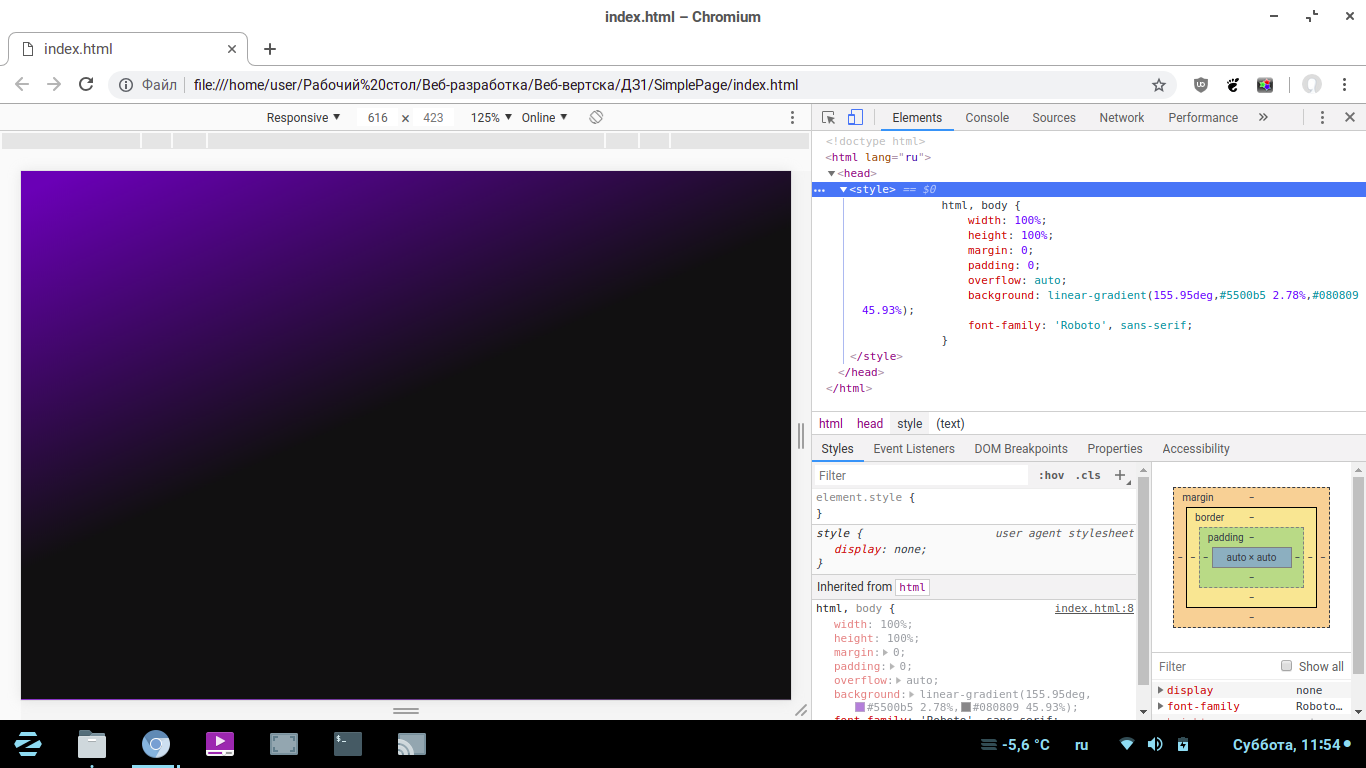 index.html – Chromium
index.html
Файл file:///home/user/Рабочий%20стол/Веб-разработка/Веб-вертска/ДЗ1/SimplePage/index.html
Responsive 616 x 423 125% Online
Elements Console Sources Network Performance »
<!doctype html>
<html lang="ru">
<head>
<style> == $0
html, body {
width: 100%;
height: 100%;
margin: 0;
padding: 0;
overflow: auto;
background: linear-gradient(155.95deg,#5500b5 2.78%,#080809
45.93%);
font-family: 'Roboto', sans-serif;
}
</style>
</head>
</html>
html head style (text)
Styles Event Listeners DOM Breakpoints Properties Accessibility
Filter :hov .cls +
element.style {
}
style { user agent stylesheet
display: none;
}
Inherited from html
html, body { index.html:8
width: 100%;
height: 100%;
margin: 0;
padding: 0;
overflow: auto;
background: linear-gradient(155.95deg,
#5500b5 2.78%, #080809 45.93%);
font-family: 'Roboto', sans-serif;
margin –
border –
padding –
– – – auto × auto – – –
–
–
–
Filter Show all
display none
font-family Roboto…
-5,6 °C ru Суббота, 11:54